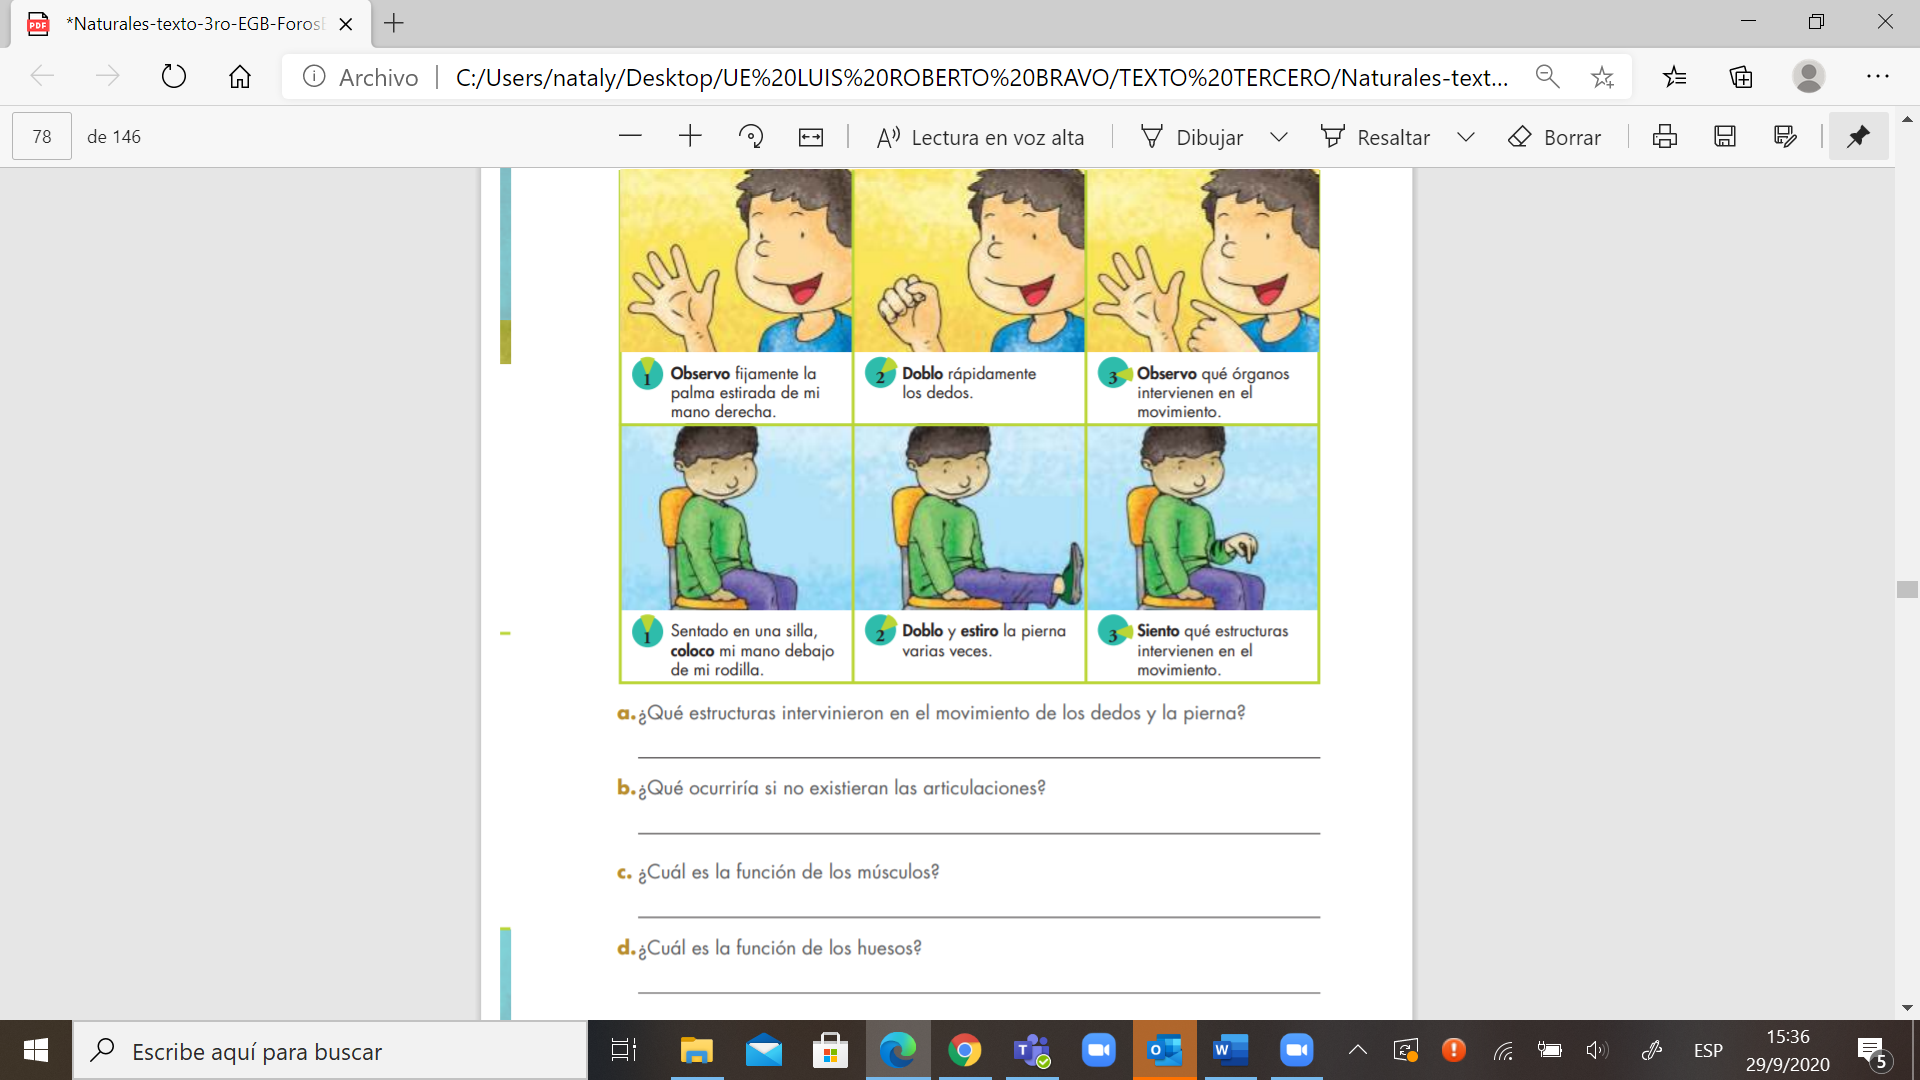 *Naturales-texto-3ro-EGB-Foros
Archivo
C:/Users/nataly/Desktop/UE%20LUIS%20ROBERTO%20BRAVO/TEXTO%20TERCERO/Naturales-text...
78 de 146
Lectura en voz alta
Dibujar
Resaltar
Borrar
1 Observo fijamente la
palma estirada de mi
mano derecha.
2 Doblo rápidamente
los dedos.
3 Observo qué órganos
intervienen en el
movimiento.
1 Sentado en una silla,
coloco mi mano debajo
de mi rodilla.
2 Doblo y estiro la pierna
varias veces.
3 Siento qué estructuras
intervienen en el
movimiento.
a. ¿Qué estructuras intervinieron en el movimiento de los dedos y la pierna?
b. ¿Qué ocurriría si no existieran las articulaciones?
c. ¿Cuál es la función de los músculos?
d. ¿Cuál es la función de los huesos?
Escribe aquí para buscar
ESP
15:36
29/9/2020
5